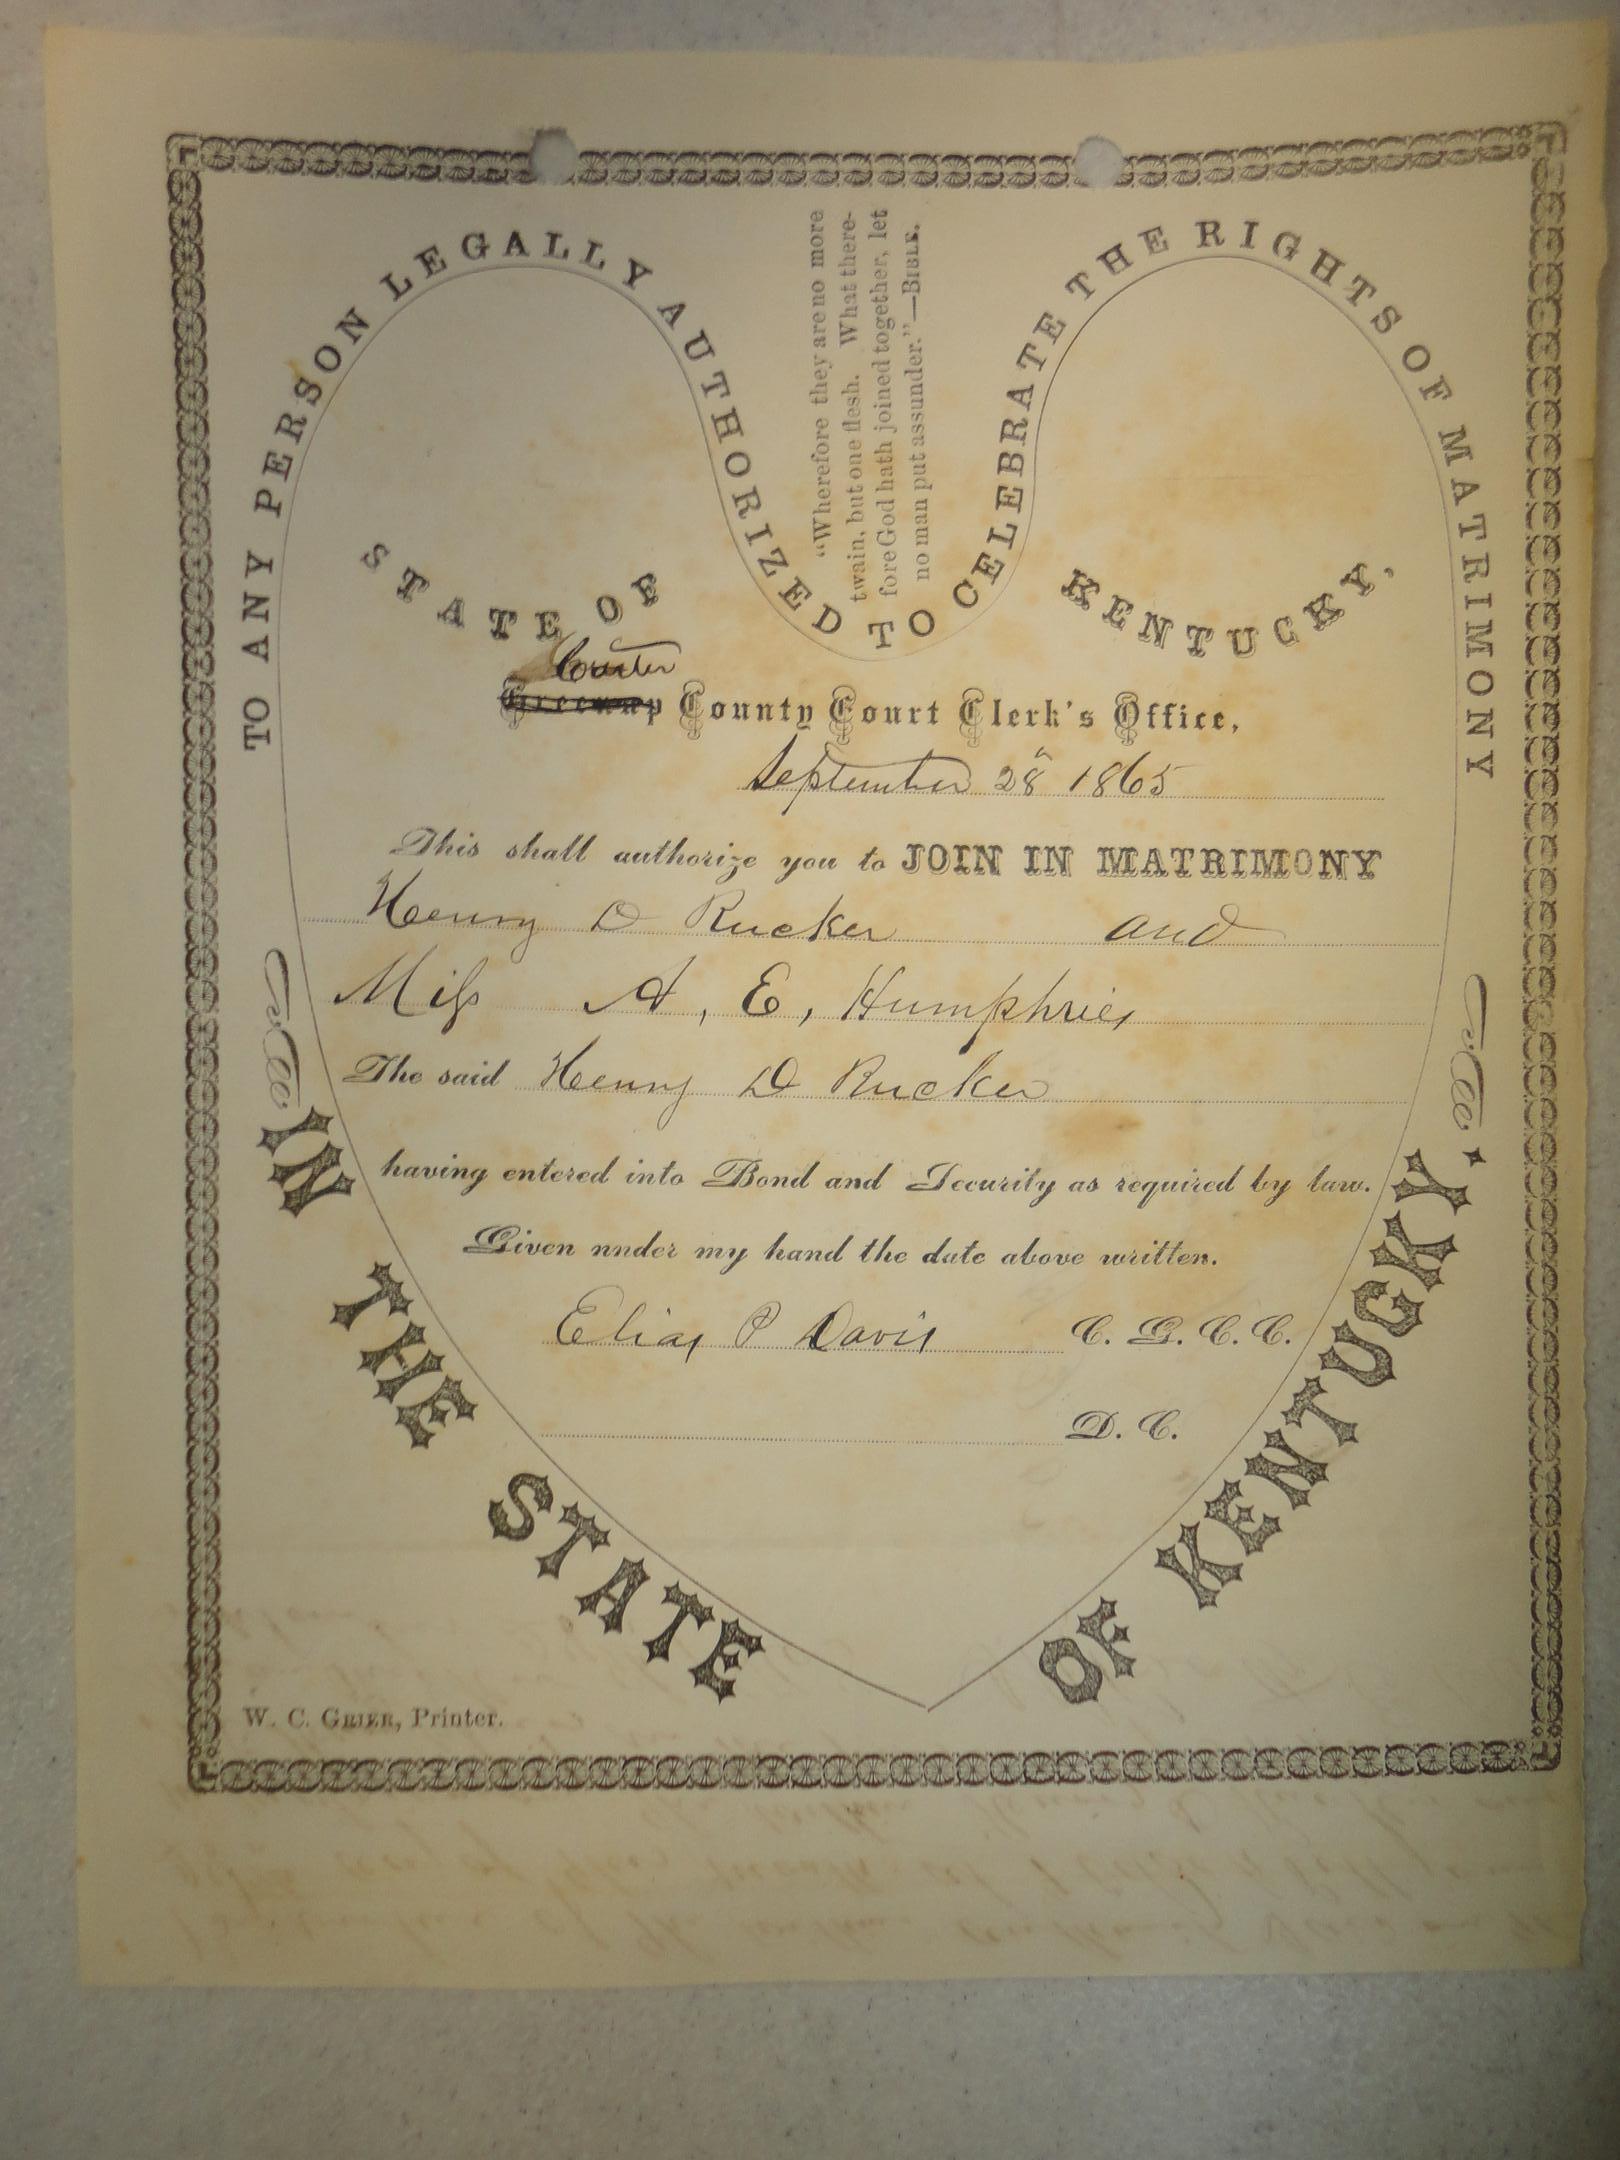 TO ANY PERSON LEGALLY AUTHORIZED TO CELEBRATE THE RIGHTS OF MATRIMONY
"Wherefore they are no more
twain, but one flesh. What there-
fore God hath joined together, let
no man put assunder."—BIBLE.
STATE OF KENTUCKY,
Carter
Greenup County Court Clerk's Office,
September 28 1865
This shall authorize you to JOIN IN MATRIMONY
Henry D Rucker and
Miss A, E, Humphries
The said Henry D Rucker
having entered into Bond and Security as required by law.
Given nnder my hand the date above written.
Elias P Davis C. G. C. C.
D. C.
IN THE STATE OF KENTUCKY.
W. C. GRIER, Printer.